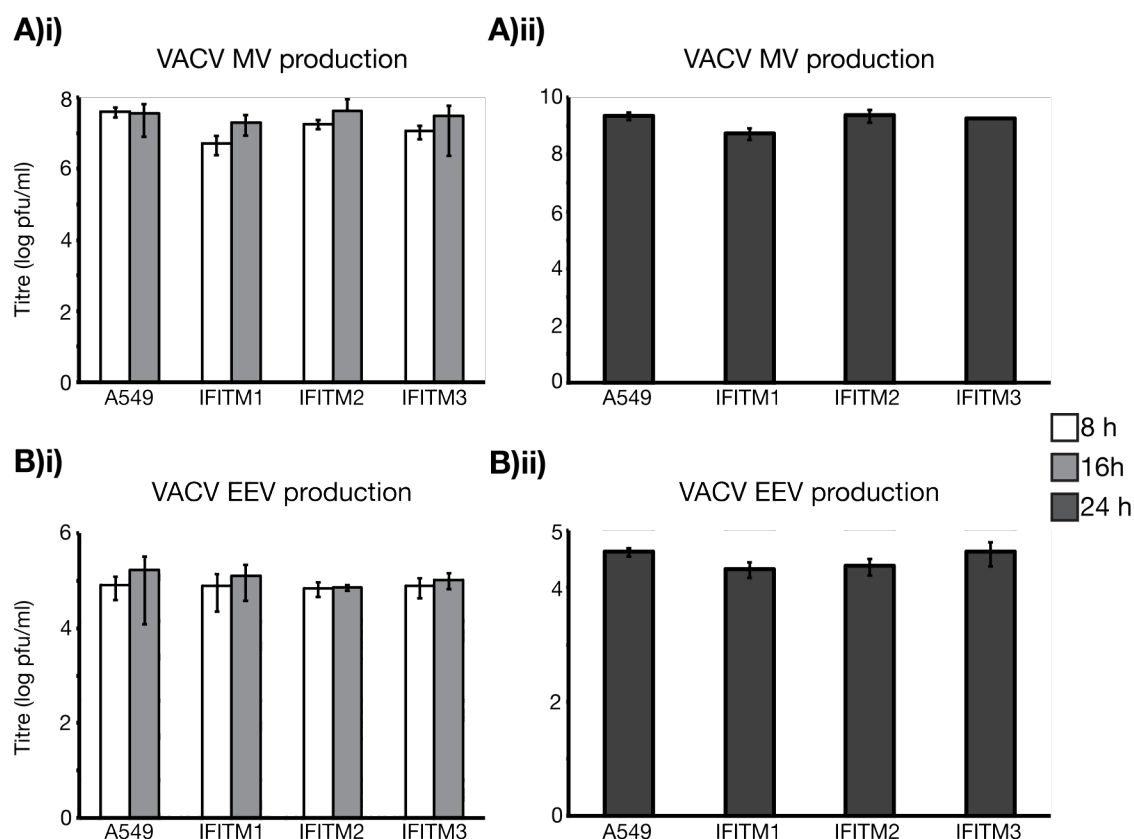 A)i)
VACV MV production
Titre (log pfu/ml)
8
6
4
2
0
A549 IFITM1 IFITM2 IFITM3
A)ii)
VACV MV production
10
8
6
4
2
0
A549 IFITM1 IFITM2 IFITM3
8 h
16h
24 h
B)i)
VACV EEV production
Titre (log pfu/ml)
6
4
2
0
A549 IFITM1 IFITM2 IFITM3
B)ii)
VACV EEV production
5
4
2
0
A549 IFITM1 IFITM2 IFITM3